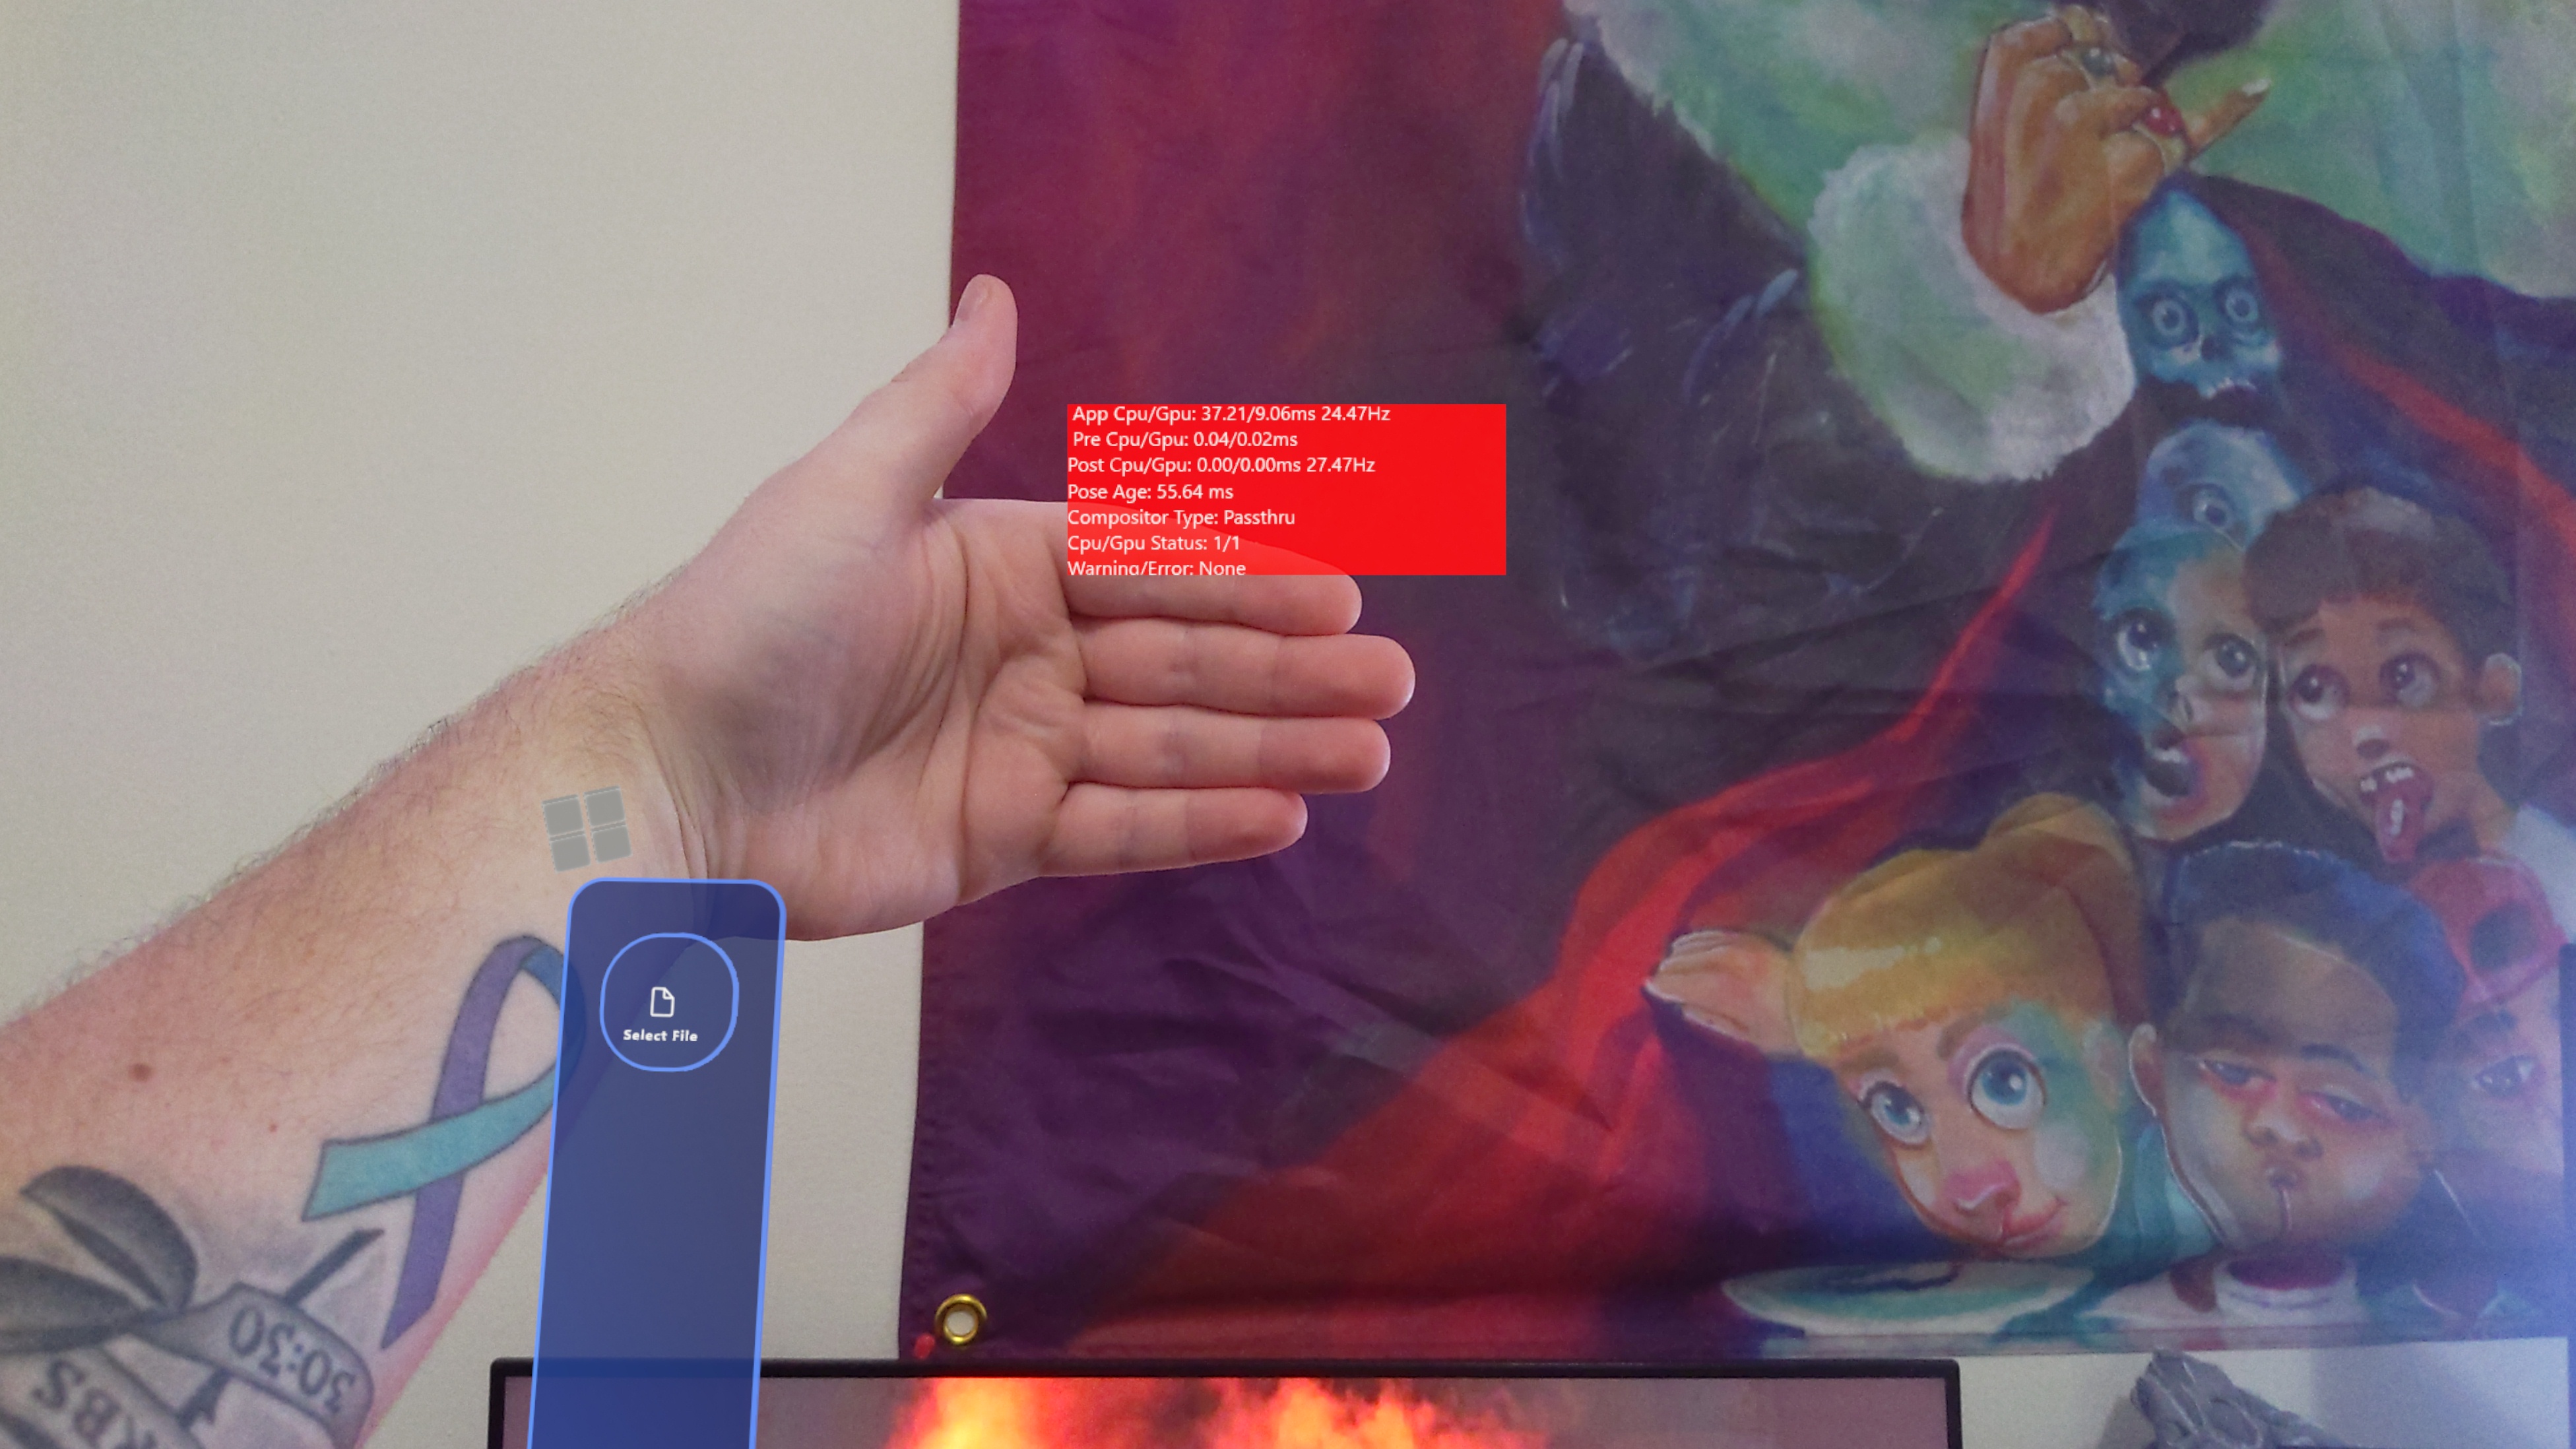 App Cpu/Gpu: 37.21/9.06ms 24.47Hz
Pre Cpu/Gpu: 0.04/0.02ms
Post Cpu/Gpu: 0.00/0.00ms 27.47Hz
Pose Age: 55.64 ms
Compositor Type: Passthru
Cpu/Gpu Status: 1/1
Warning/Error: None
Select File
30:30
RBS